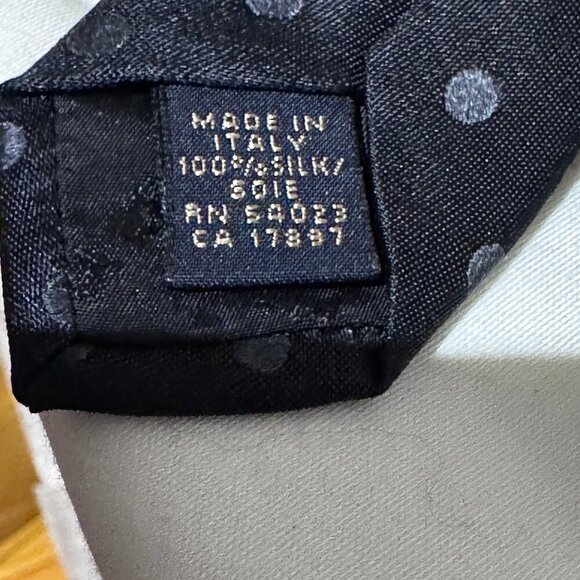 MADE IN
ITALY
100% SILK/
SOIE
RN 54023
CA 17897